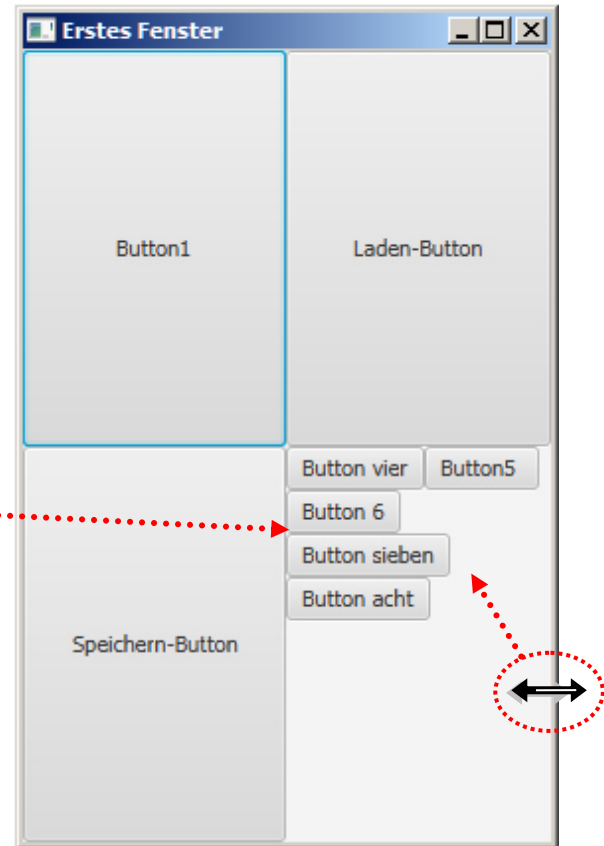 Erstes Fenster
Button1
Laden-Button
Speichern-Button
Button vier
Button5
Button 6
Button sieben
Button acht